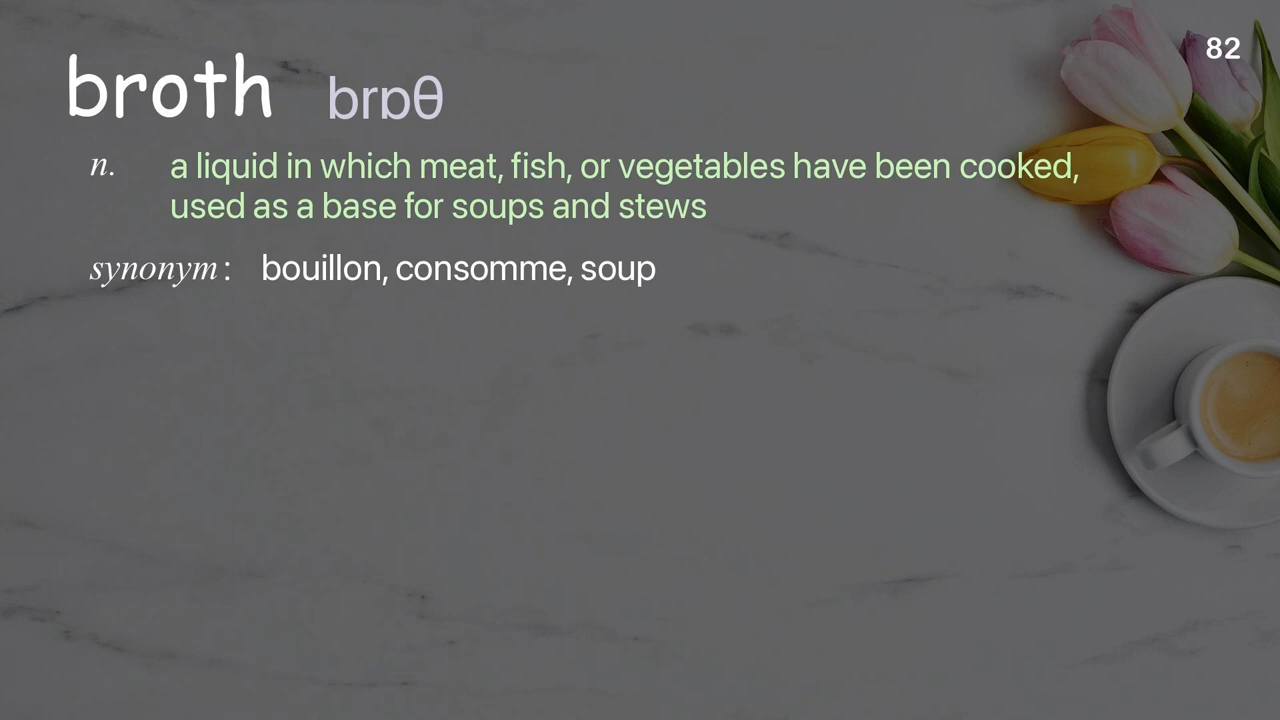 82
broth brɒθ
n. a liquid in which meat, fish, or vegetables have been cooked,
used as a base for soups and stews
synonym: bouillon, consomme, soup